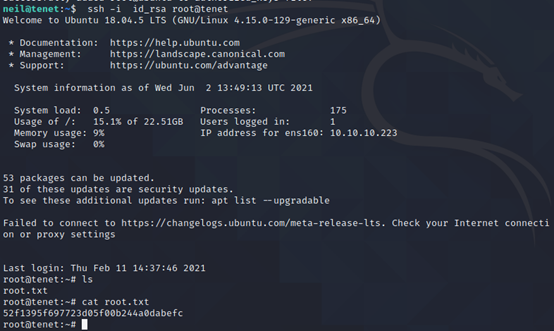 neil@tenet:~$ ssh -i id_rsa root@tenet
Welcome to Ubuntu 18.04.5 LTS (GNU/Linux 4.15.0-129-generic x86_64)
* Documentation: https://help.ubuntu.com
* Management: https://landscape.canonical.com
* Support: https://ubuntu.com/advantage
System information as of Wed Jun 2 13:49:13 UTC 2021
System load: 0.5 Processes: 175
Usage of /: 15.1% of 22.51GB Users logged in: 1
Memory usage: 9% IP address for ens160: 10.10.10.223
Swap usage: 0%
53 packages can be updated.
31 of these updates are security updates.
To see these additional updates run: apt list --upgradable
Failed to connect to https://changelogs.ubuntu.com/meta-release-lts. Check your Internet connecti
on or proxy settings
Last login: Thu Feb 11 14:37:46 2021
root@tenet:~# ls
root.txt
root@tenet:~# cat root.txt
52f1395f697723d05f00b244a0dabefc
root@tenet:~#